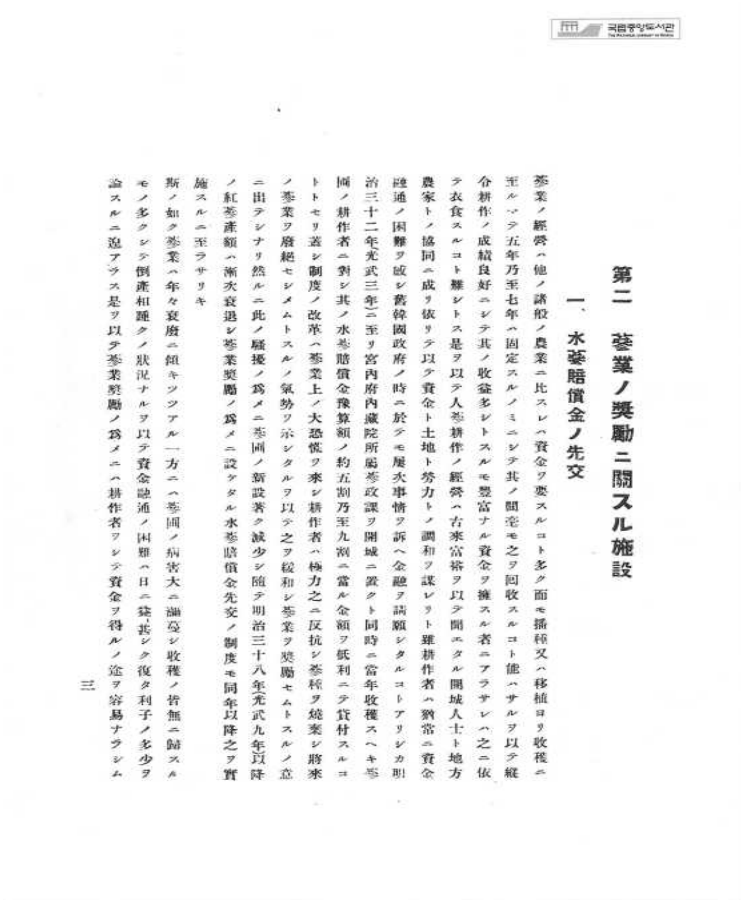 국립중앙도서관
THE NATIONAL LIBRARY OF KOREA
第二 蔘業ノ奬勵ニ關スル施設
一、水蔘賠償金ノ先交
蔘業ノ經營ハ他ノ諸般ノ農業ニ比スレハ資金ヲ要スルコト多ク而モ播種又ハ移植ヨリ收穫ニ
至ルマテ五年乃至七年ハ固定スルノミニシテ其ノ間毫モ之ヲ回收スルコト能ハサルヲ以テ縱
令耕作ノ成績良好ニシテ其ノ收益多シトスルモ豐富ナル資金ヲ擁スル者ニアラサレハ之ニ依
テ衣食スルコト難シトス是ヲ以テ人蔘耕作ノ經營ハ古來富裕ヲ以テ聞エタル開城人士ト地方
農家トノ協同ニ成リ依リテ以テ資金ト土地ト勞力トノ調和ヲ謀レリト雖耕作者ハ猶常ニ資金
融通ノ困難ヲ感シ舊韓國政府ノ時ニ於テモ屢次事情ヲ訴ヘ金融ヲ請願シタルコトアリシカ明
治三十二年(光武三年)ニ至リ宮內府內藏院所屬蔘政課ヲ開城ニ置クト同時ニ當年收穫スヘキ蔘
圃ノ耕作者ニ對シ其ノ水蔘賠償金豫算額ノ約五割乃至九割ニ當ル金額ヲ低利ニテ貸付スルコ
トトセリ蓋シ制度ノ改革ハ蔘業上ノ大恐慌ヲ來シ耕作者ハ極力之ニ反抗シ蔘種ヲ燒棄シ將來
ノ蔘業ヲ廢絕セシメムトスルノ氣勢ヲ示シタルヲ以テ之ヲ緩和シ蔘業ヲ奬勵セムトスルノ意
ニ出テシナリ然ルニ此ノ騷擾ノ爲メニ蔘圃ノ新設著ク減少シ隨テ明治三十八年(光武九年)以降
ノ紅蔘產額ハ漸次衰退シ蔘業奬勵ノ爲メニ設ケタル水蔘賠償金先交ノ制度モ同年以降之ヲ實
施スルニ至ラサリキ
斯ノ如ク蔘業ハ年々衰廢ニ傾キツツアル一方ニハ蔘圃ノ病害大ニ蔓シ收穫ノ皆無ニ歸スル
モノ多クシテ倒產相踵クノ狀況ナルヲ以テ資金融通ノ困難ハ日ニ益甚シク復タ利子ノ多少ヲ
論スルニ遑アラス是ヲ以テ蔘業奬勵ノ爲メニハ耕作者ヲシテ資金ヲ得ルノ途ヲ容易ナラシム
三